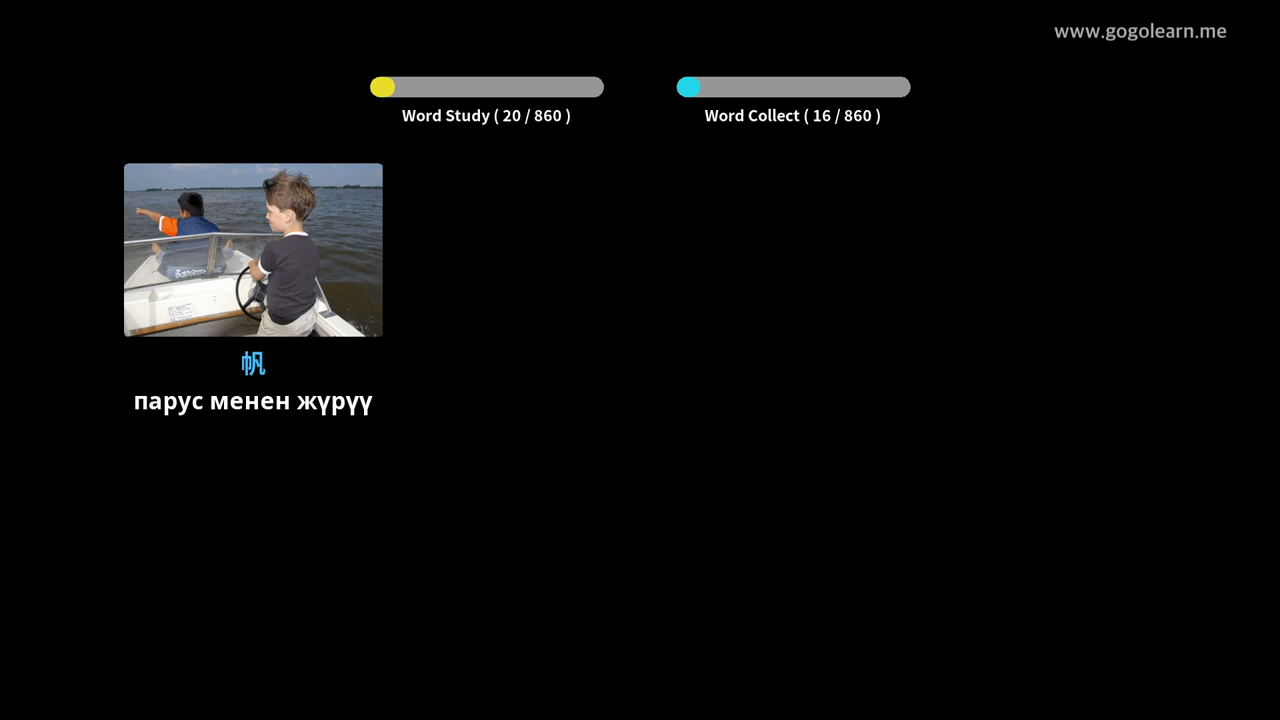 www.gogolearn.me
Word Study ( 20 / 860 )
Word Collect ( 16 / 860 )
帆
парус менен жүрүү